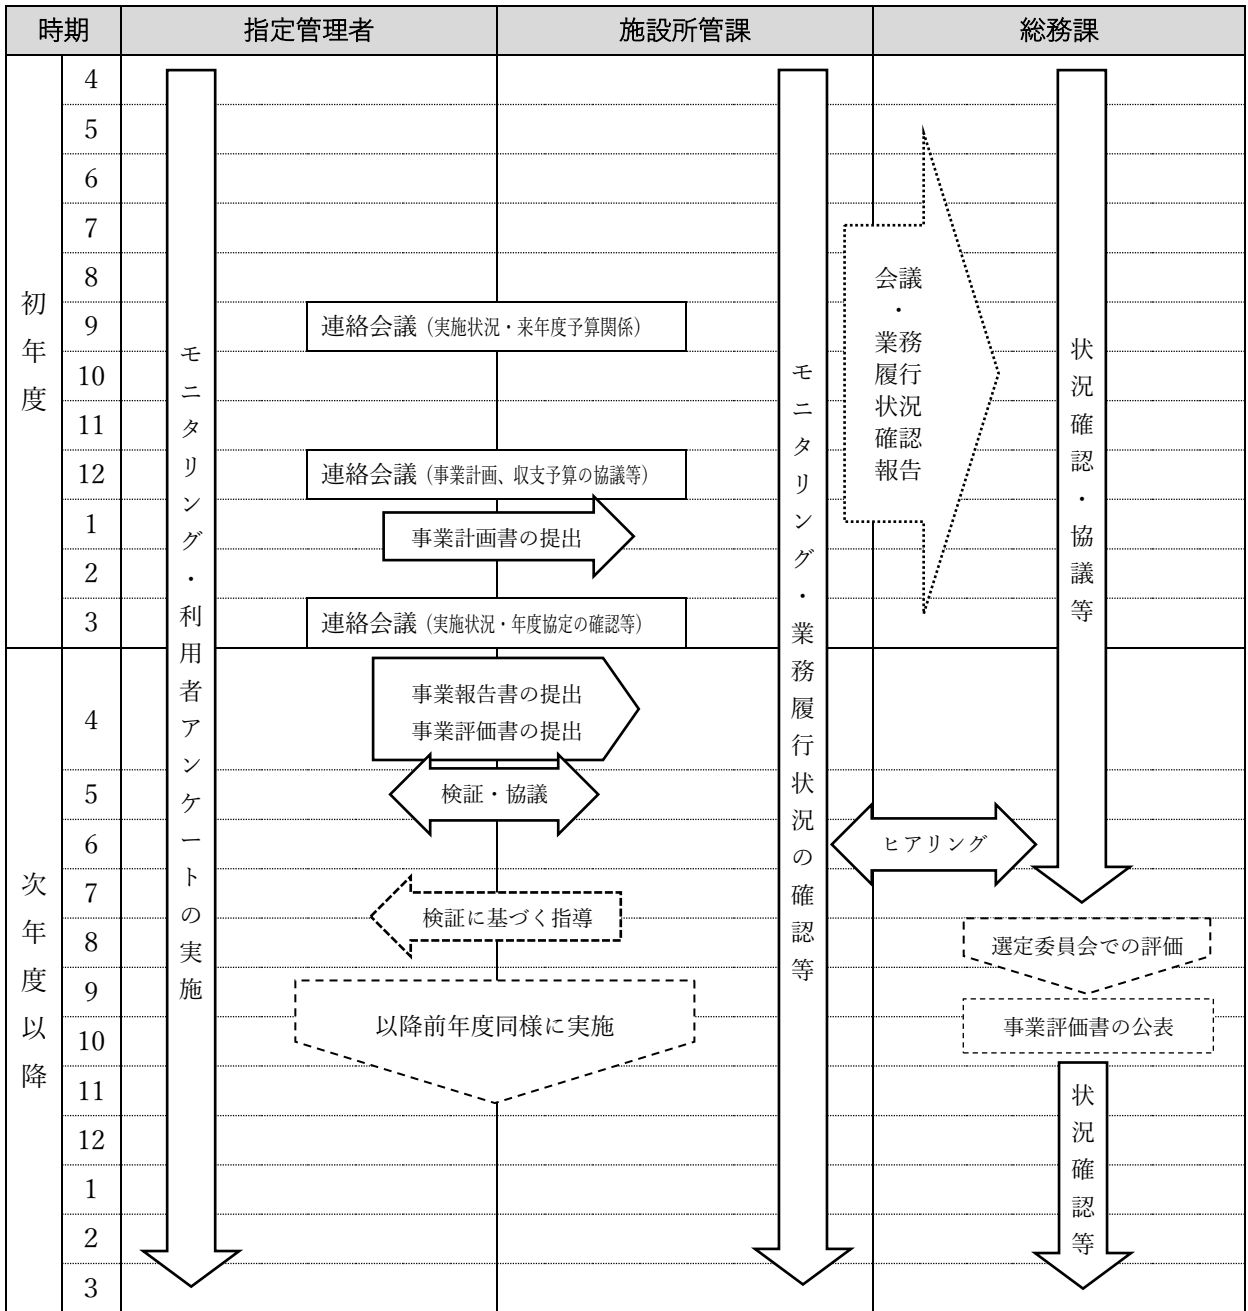 時期 指定管理者 施設所管課 総務課
初年度
4
5
6
7
8
9
10
11
12
1
2
3
次年度以降
4
5
6
7
8
9
10
11
12
1
2
3
モニタリング・利用者アンケートの実施
連絡会議（実施状況・来年度予算関係）
連絡会議（事業計画、収支予算の協議等）
事業計画書の提出
連絡会議（実施状況・年度協定の確認等）
事業報告書の提出
事業評価書の提出
検証・協議
検証に基づく指導
以降前年度同様に実施
モニタリング・業務履行状況の確認等
会議
・
業務
履行
状況
確認
報告
ヒアリング
状況確認・協議等
選定委員会での評価
事業評価書の公表
状況確認等